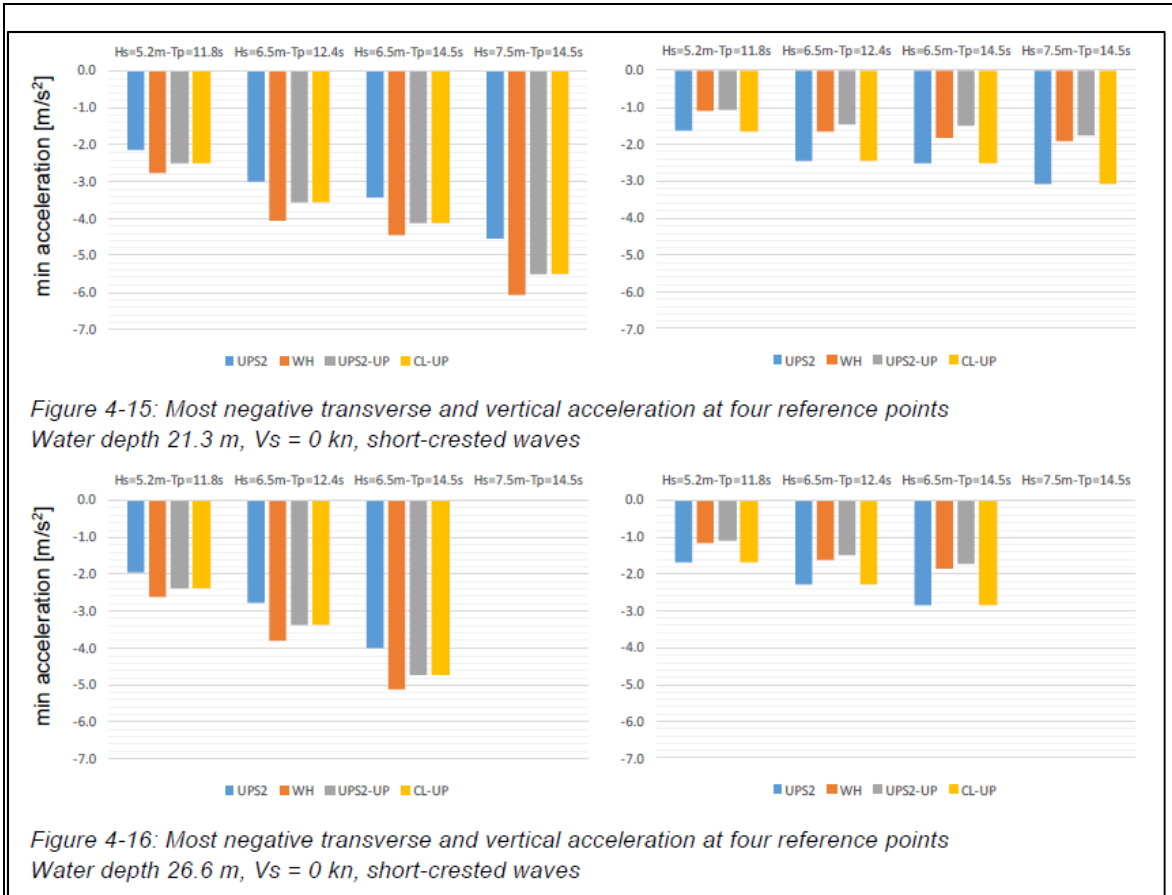 Hs=5.2m-Tp=11.8s Hs=6.5m-Tp=12.4s Hs=6.5m-Tp=14.5s Hs=7.5m-Tp=14.5s
0.0
-1.0
-2.0
-3.0
-4.0
-5.0
-6.0
-7.0
min acceleration [m/s²]
UPS2 WH UPS2-UP CL-UP
Hs=5.2m-Tp=11.8s Hs=6.5m-Tp=12.4s Hs=6.5m-Tp=14.5s Hs=7.5m-Tp=14.5s
0.0
-1.0
-2.0
-3.0
-4.0
-5.0
-6.0
-7.0
UPS2 WH UPS2-UP CL-UP
Figure 4-15: Most negative transverse and vertical acceleration at four reference points
Water depth 21.3 m, Vs = 0 kn, short-crested waves
Hs=5.2m-Tp=11.8s Hs=6.5m-Tp=12.4s Hs=6.5m-Tp=14.5s Hs=7.5m-Tp=14.5s
0.0
-1.0
-2.0
-3.0
-4.0
-5.0
-6.0
-7.0
min acceleration [m/s²]
UPS2 WH UPS2-UP CL-UP
Hs=5.2m-Tp=11.8s Hs=6.5m-Tp=12.4s Hs=6.5m-Tp=14.5s Hs=7.5m-Tp=14.5s
0.0
-1.0
-2.0
-3.0
-4.0
-5.0
-6.0
-7.0
UPS2 WH UPS2-UP CL-UP
Figure 4-16: Most negative transverse and vertical acceleration at four reference points
Water depth 26.6 m, Vs = 0 kn, short-crested waves